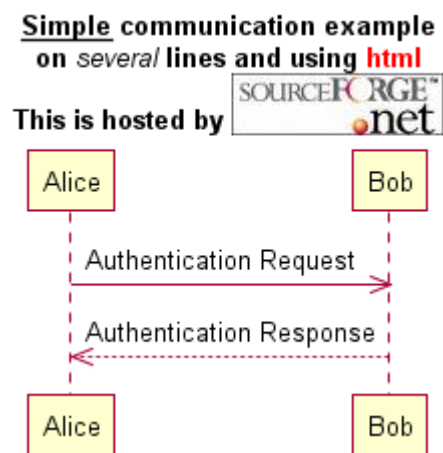 Simple communication example
on several lines and using html
This is hosted by SOURCEFORGE™
.net
Alice Bob
Authentication Request
Authentication Response
Alice Bob